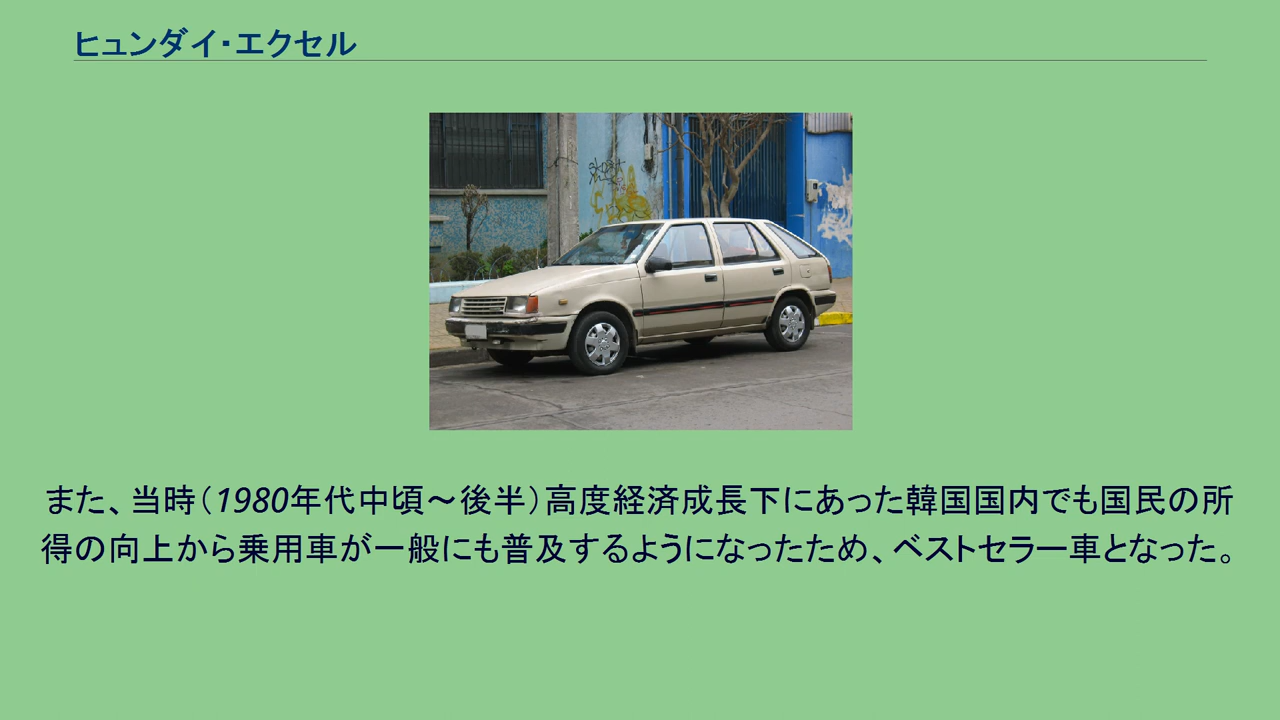 ヒュンダイ・エクセル
また、当時（1980年代中頃～後半）高度経済成長下にあった韓国国内でも国民の所
得の向上から乗用車が一般にも普及するようになったため、ベストセラー車となった。